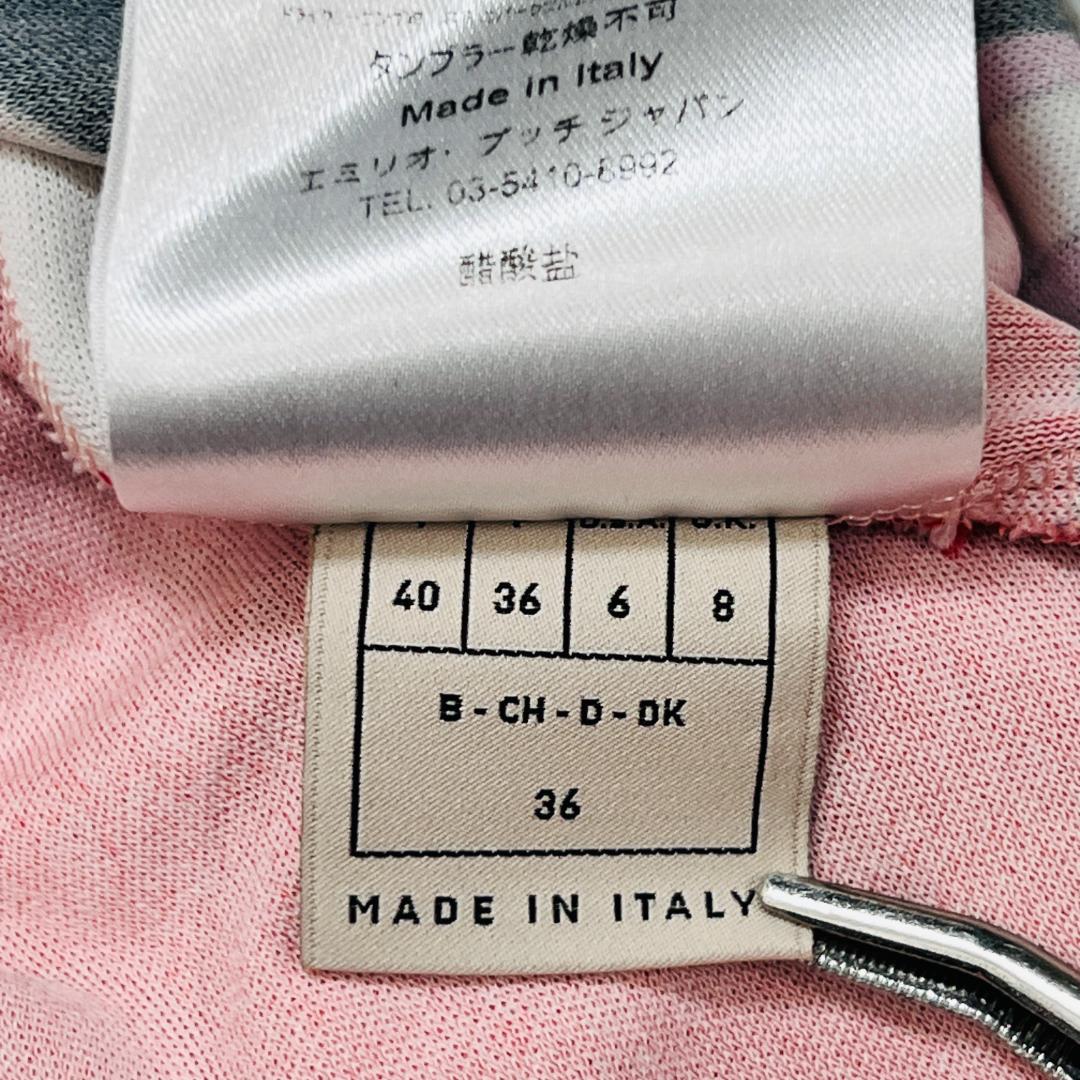 タンブラー乾燥不可
Made in Italy
エミリオ・プッチ ジャパン
TEL. 03-5410-8992
酢酸盐
U.S.A. U.K.
40 36 6 8
B - CH - D - DK
36
MADE IN ITALY